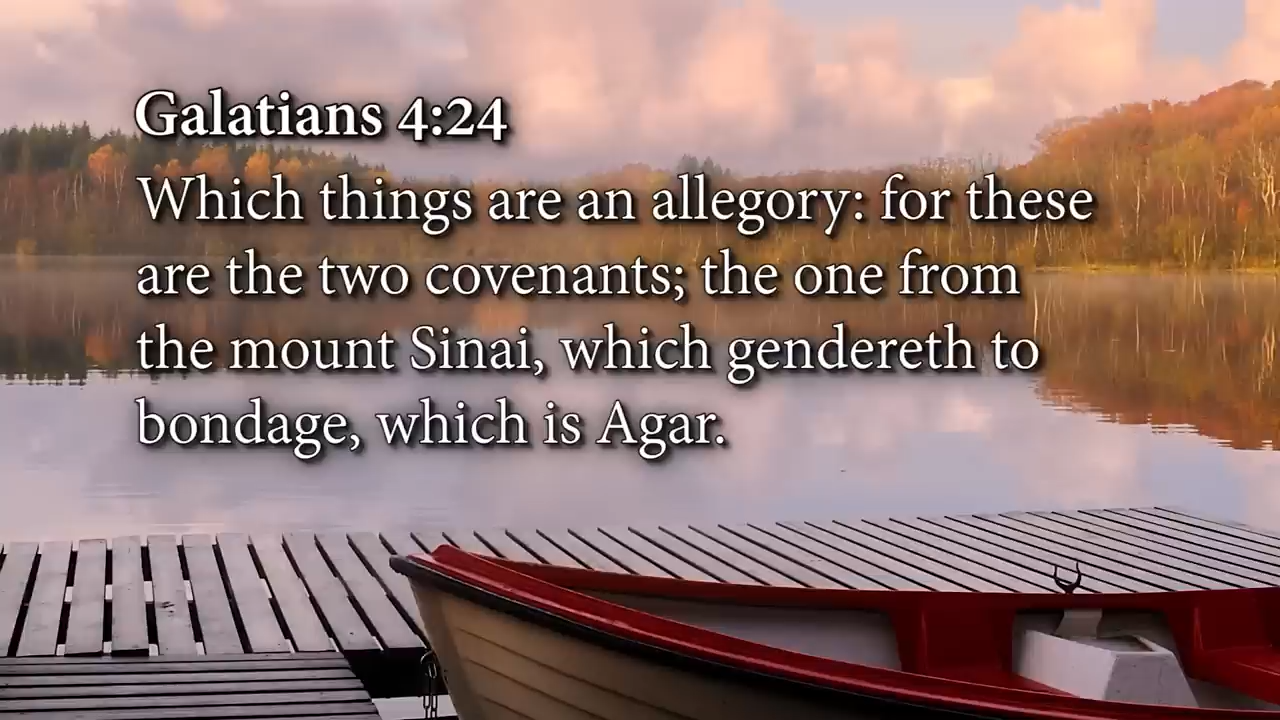 Galatians 4:24
Which things are an allegory: for these
are the two covenants; the one from
the mount Sinai, which gendereth to
bondage, which is Agar.